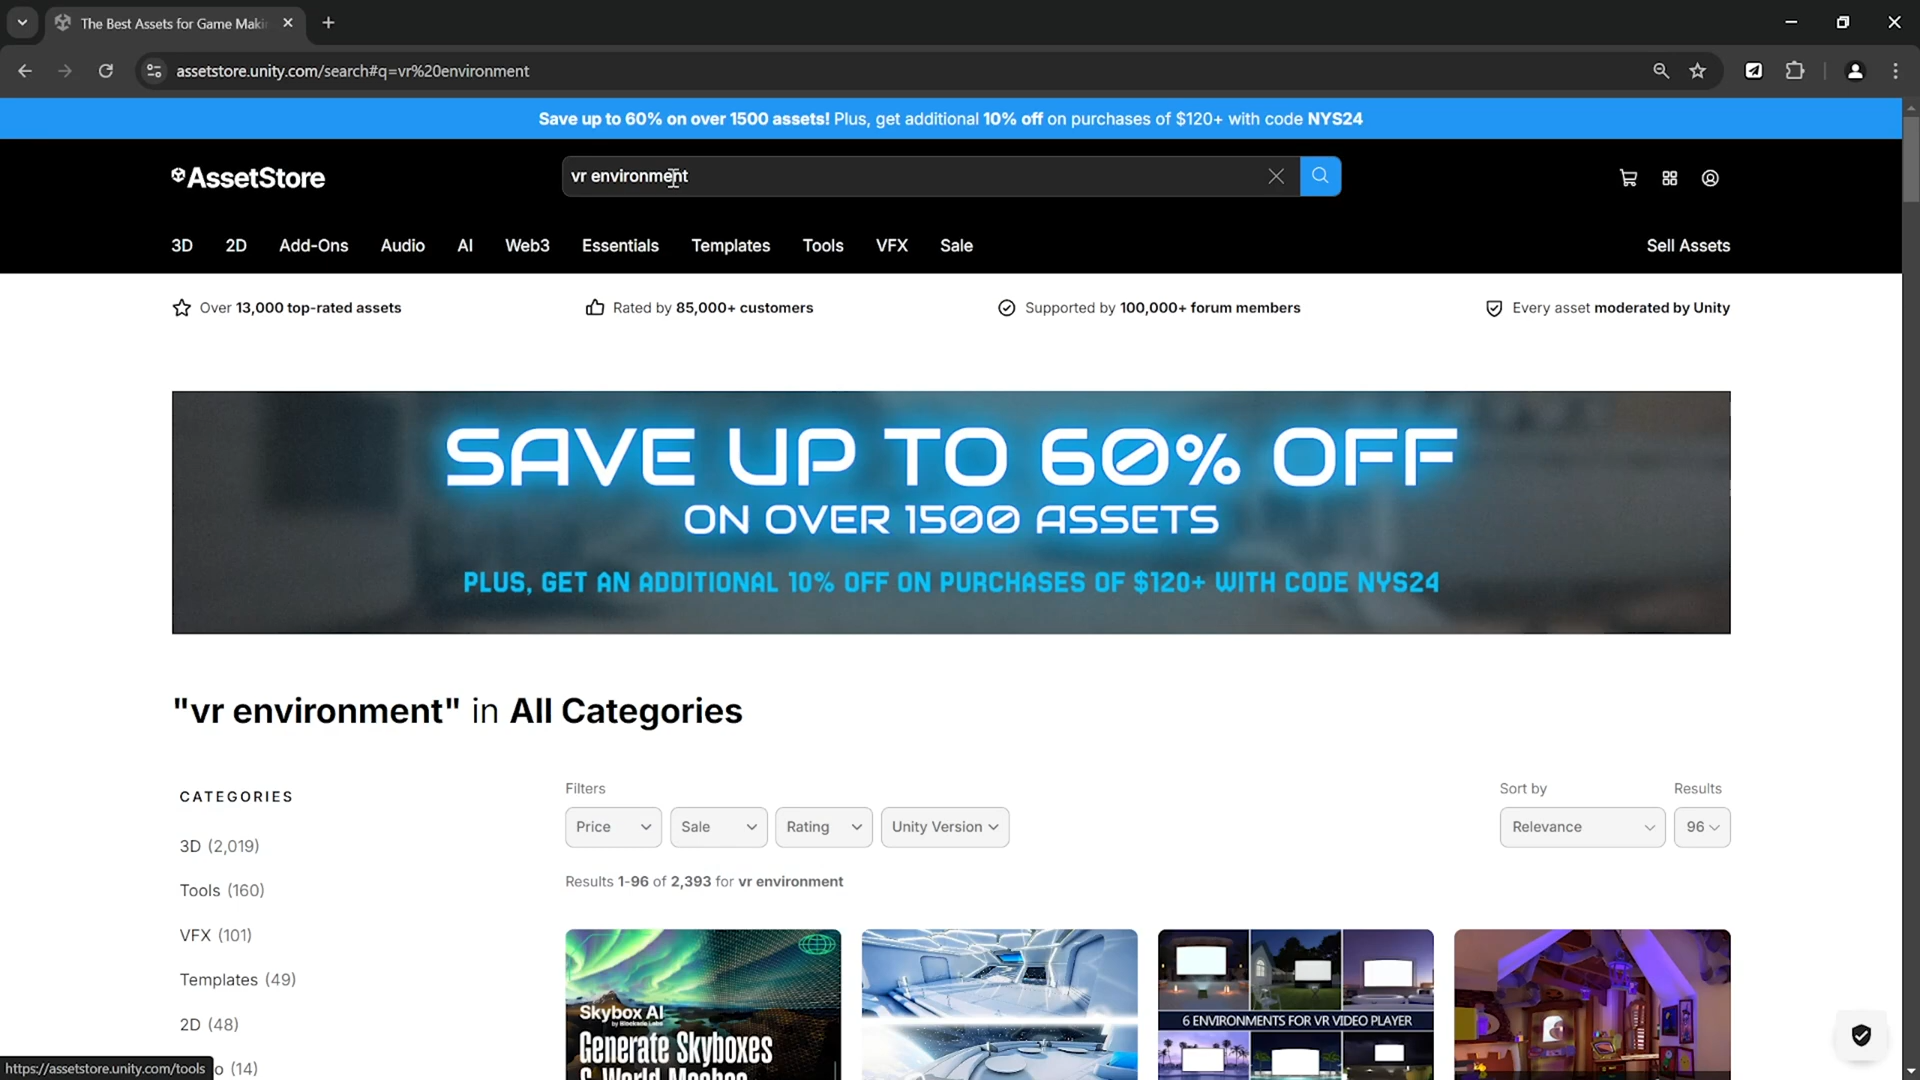 The Best Assets for Game Maki
assetstore.unity.com/search#q=vr%20environment
Save up to 60% on over 1500 assets! Plus, get additional 10% off on purchases of $120+ with code NYS24
AssetStore
vr environment
3D 2D Add-Ons Audio AI Web3 Essentials Templates Tools VFX Sale Sell Assets
Over 13,000 top-rated assets
Rated by 85,000+ customers
Supported by 100,000+ forum members
Every asset moderated by Unity
SAVE UP TO 60% OFF
ON OVER 1500 ASSETS
PLUS, GET AN ADDITIONAL 10% OFF ON PURCHASES OF $120+ WITH CODE NYS24
"vr environment" in All Categories
CATEGORIES
3D (2,019)
Tools (160)
VFX (101)
Templates (49)
2D (48)
o (14)
Filters
Price Sale Rating Unity Version
Sort by
Relevance
Results
96
Results 1-96 of 2,393 for vr environment
Skybox AI
by Blockade Labs
Generate Skyboxes
& World Meshes
6 ENVIRONMENTS FOR VR VIDEO PLAYER
https://assetstore.unity.com/tools